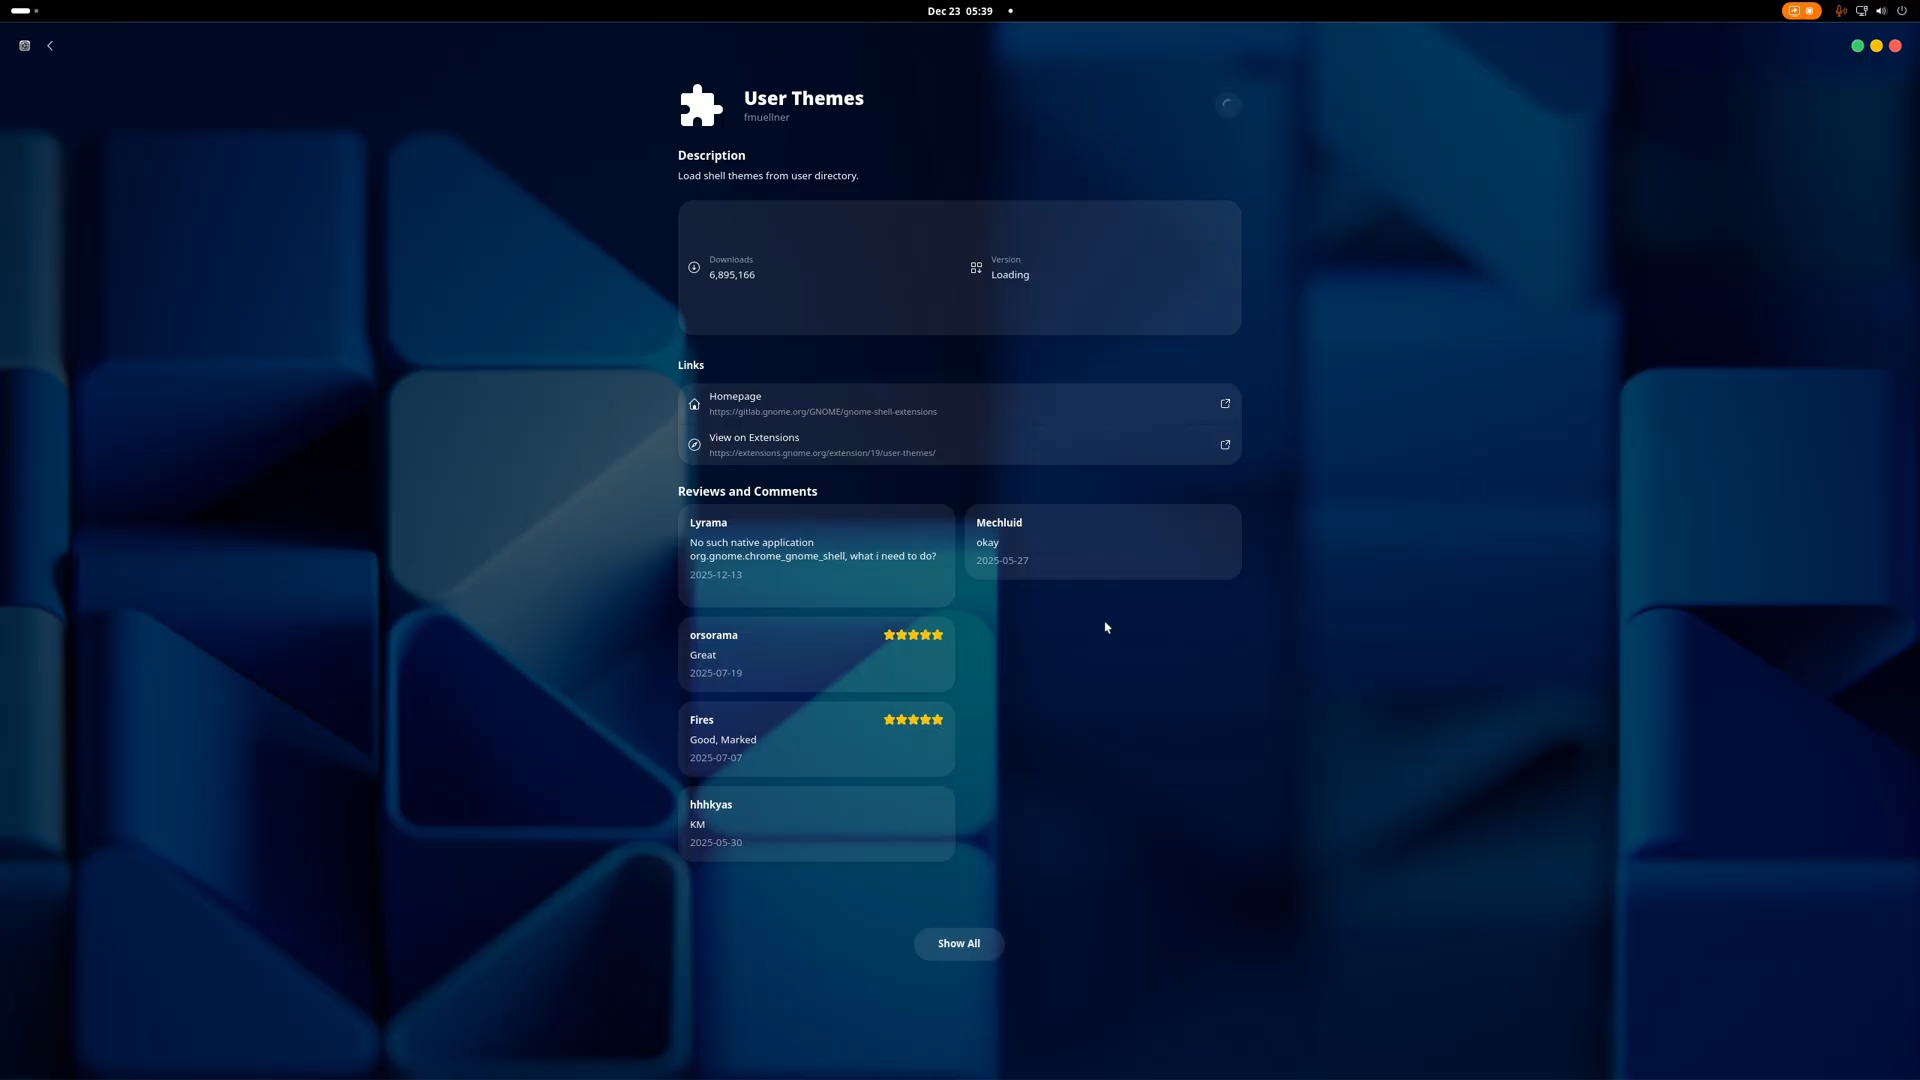 Dec 23 05:39
User Themes
fmuellner
Description
Load shell themes from user directory.
Downloads
6,895,166
Version
Loading
Links
Homepage
https://gitlab.gnome.org/GNOME/gnome-shell-extensions
View on Extensions
https://extensions.gnome.org/extension/19/user-themes/
Reviews and Comments
Lyrama
No such native application
org.gnome.chrome_gnome_shell, what i need to do?
2025-12-13
Mechluid
okay
2025-05-27
orsorama
Great
2025-07-19
Fires
Good, Marked
2025-07-07
hhhkyas
KM
2025-05-30
Show All